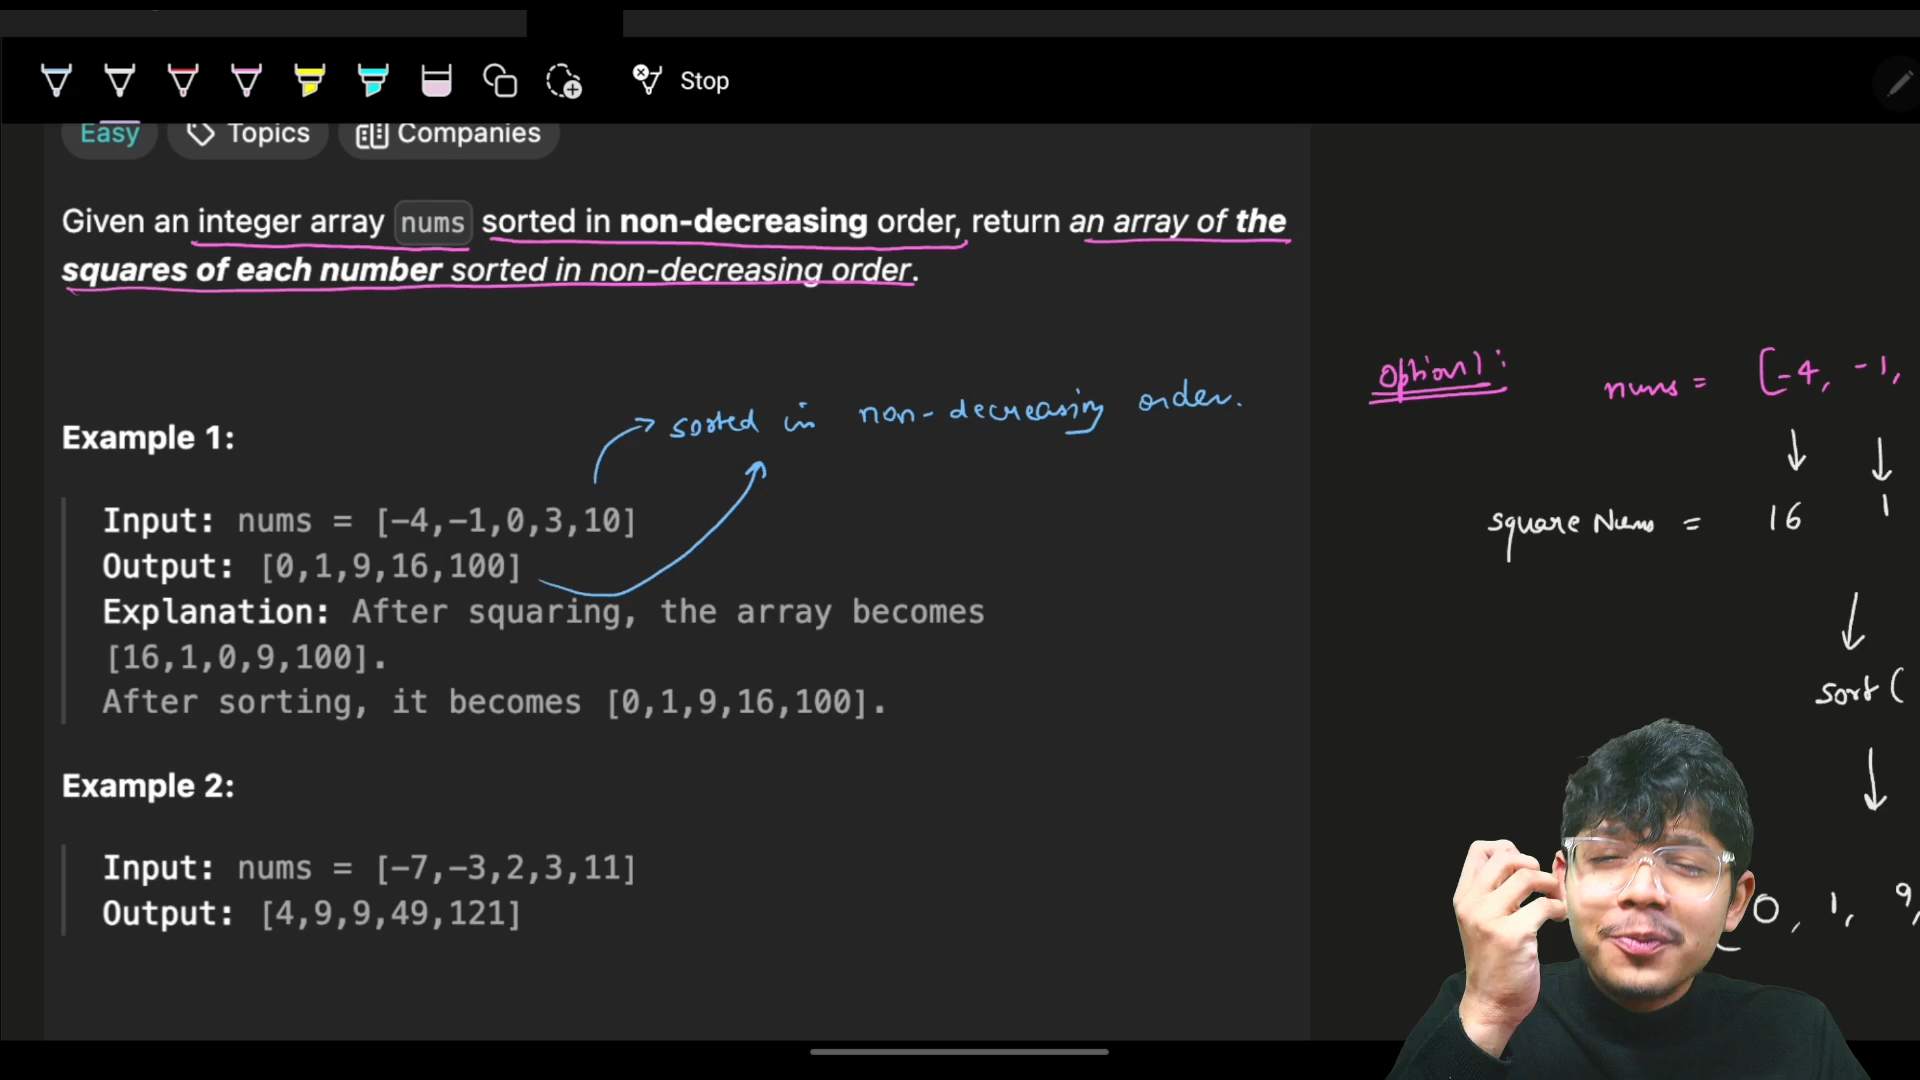 Stop
Easy Topics Companies
Given an integer array nums sorted in non-decreasing order, return an array of the
squares of each number sorted in non-decreasing order.
Option 1:
nums = [-4, -1,
sorted in non-decreasing order.
Example 1:
Input: nums = [-4,-1,0,3,10]
Output: [0,1,9,16,100]
Explanation: After squaring, the array becomes
[16,1,0,9,100].
After sorting, it becomes [0,1,9,16,100].
squareNums = 16 1
sort (
Example 2:
Input: nums = [-7,-3,2,3,11]
Output: [4,9,9,49,121]
0, 1, 9,